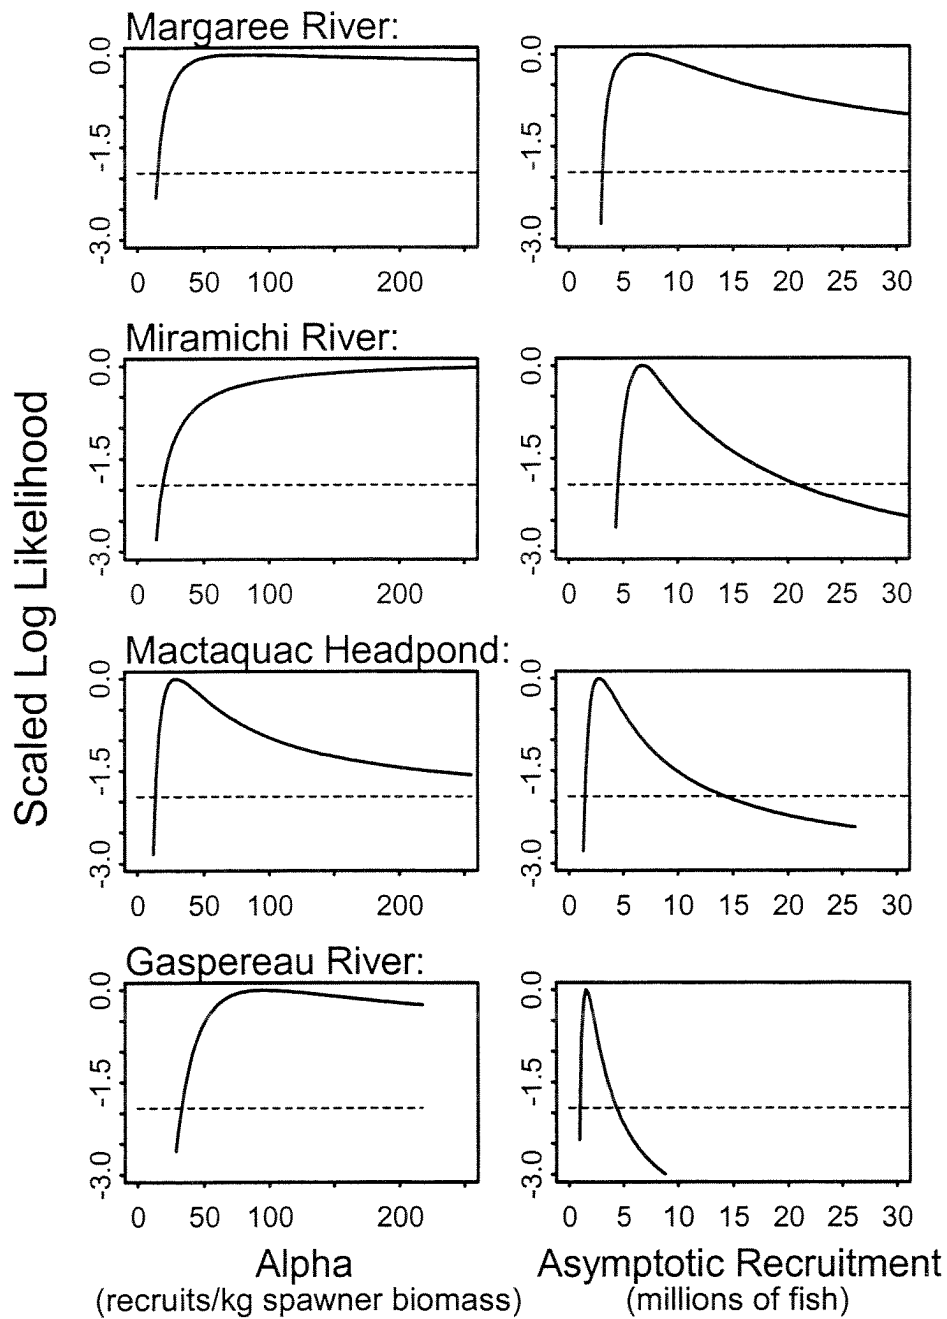 Margaree River:
0.0
-1.5
-3.0
0 50 100 200
0.0
-1.5
-3.0
0 5 10 15 20 25 30
Miramichi River:
0.0
-1.5
-3.0
0 50 100 200
0.0
-1.5
-3.0
0 5 10 15 20 25 30
Mactaquac Headpond:
0.0
-1.5
-3.0
0 50 100 200
0.0
-1.5
-3.0
0 5 10 15 20 25 30
Gaspereau River:
0.0
-1.5
-3.0
0 50 100 200
0.0
-1.5
-3.0
0 5 10 15 20 25 30
Scaled Log Likelihood
Alpha
(recruits/kg spawner biomass)
Asymptotic Recruitment
(millions of fish)